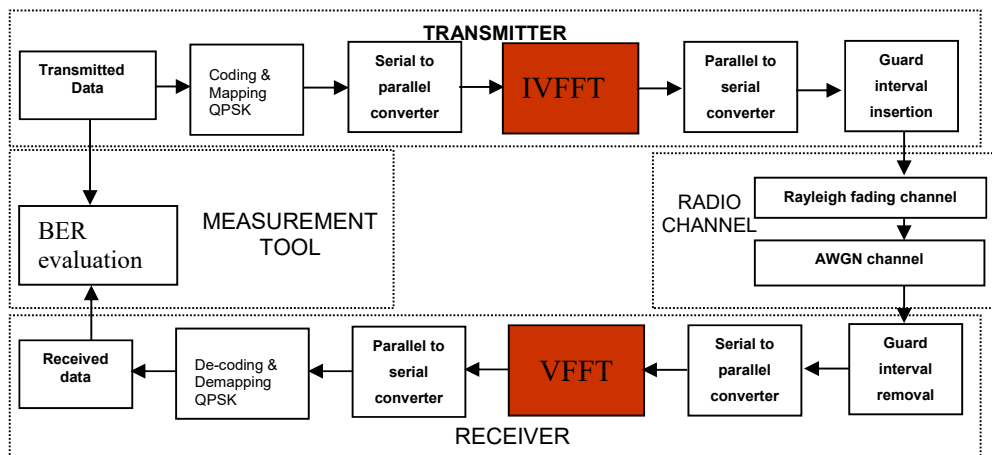 TRANSMITTER
Transmitted
Data
Coding &
Mapping
QPSK
Serial to
parallel
converter
IVFFT
Parallel to
serial
converter
Guard
interval
insertion
BER
evaluation
MEASUREMENT
TOOL
RADIO
CHANNEL
Rayleigh fading channel
AWGN channel
Received
data
De-coding &
Demapping
QPSK
Parallel to
serial
converter
VFFT
Serial to
parallel
converter
Guard
interval
removal
RECEIVER